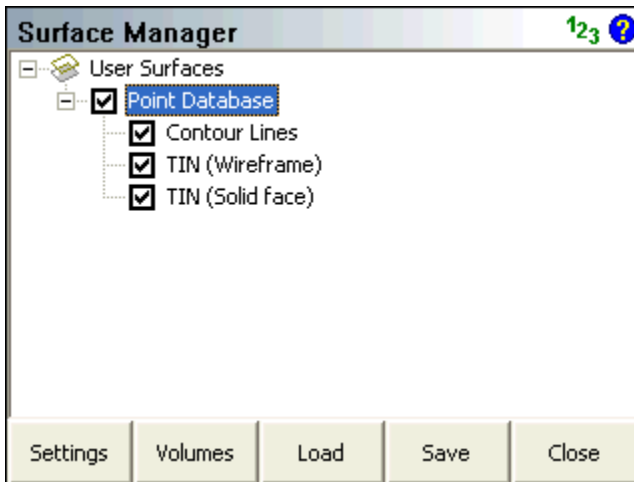 Surface Manager 123 ?
User Surfaces
Point Database
Contour Lines
TIN (Wireframe)
TIN (Solid face)
Settings Volumes Load Save Close